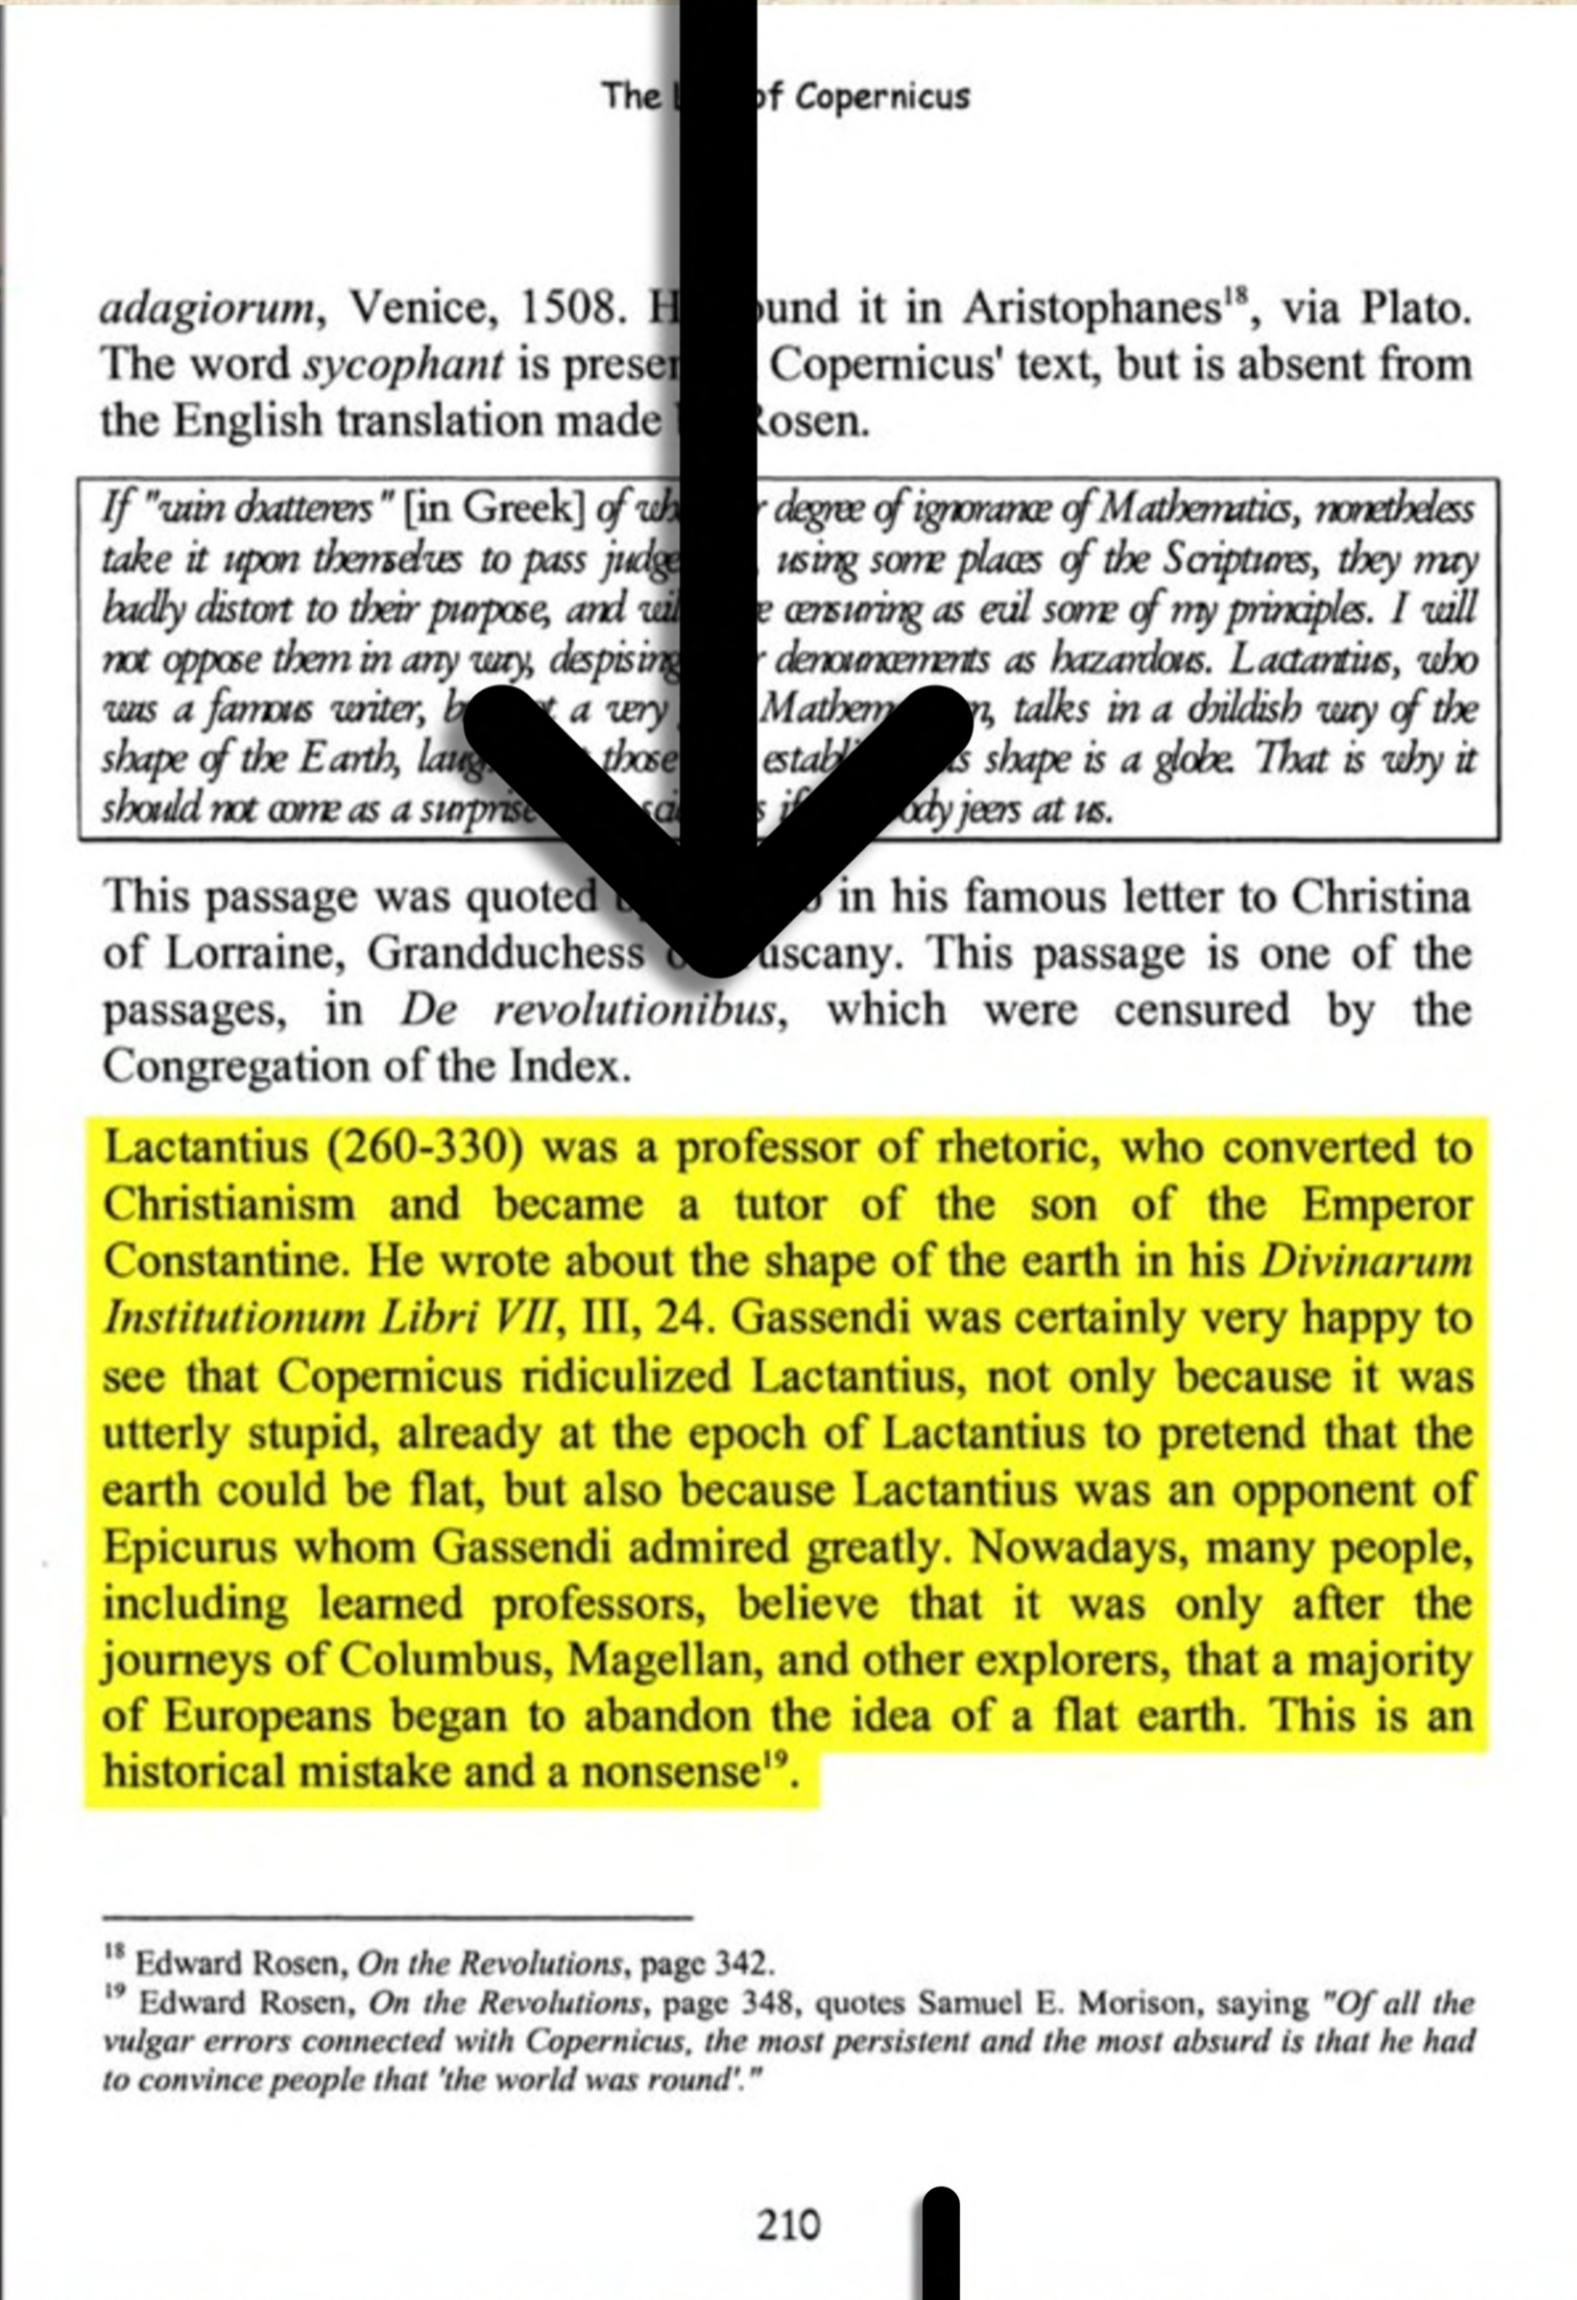 The of Copernicus
adagiorum, Venice, 1508. it in Aristophanes¹⁸, via Plato.
The word sycophant is Copernicus' text, but is absent from
the English translation made Rosen.
If "vain chatterers" [in Greek] of degree of ignorance of Mathematics, nonetheless
take it upon themselves to pass using some places of the Scriptures, they may
badly distort to their purpose, and censuring as evil some of my principles. I will
not oppose them in any way, despising denouncements as hazardous. Lactantius, who
was a famous writer, a very talks in a childish way of the
shape of the Earth, those shape is a globe. That is why it
should not come as a surprise jeers at us.
This passage was quoted in his famous letter to Christina
of Lorraine, Grandduchess Tuscany. This passage is one of the
passages, in De revolutionibus, which were censured by the
Congregation of the Index.
Lactantius (260-330) was a professor of rhetoric, who converted to
Christianism and became a tutor of the son of the Emperor
Constantine. He wrote about the shape of the earth in his Divinarum
Institutionum Libri VII, III, 24. Gassendi was certainly very happy to
see that Copernicus ridiculized Lactantius, not only because it was
utterly stupid, already at the epoch of Lactantius to pretend that the
earth could be flat, but also because Lactantius was an opponent of
Epicurus whom Gassendi admired greatly. Nowadays, many people,
including learned professors, believe that it was only after the
journeys of Columbus, Magellan, and other explorers, that a majority
of Europeans began to abandon the idea of a flat earth. This is an
historical mistake and a nonsense¹⁹.
¹⁸ Edward Rosen, On the Revolutions, page 342.
¹⁹ Edward Rosen, On the Revolutions, page 348, quotes Samuel E. Morison, saying "Of all the
vulgar errors connected with Copernicus, the most persistent and the most absurd is that he had
to convince people that 'the world was round'."
210